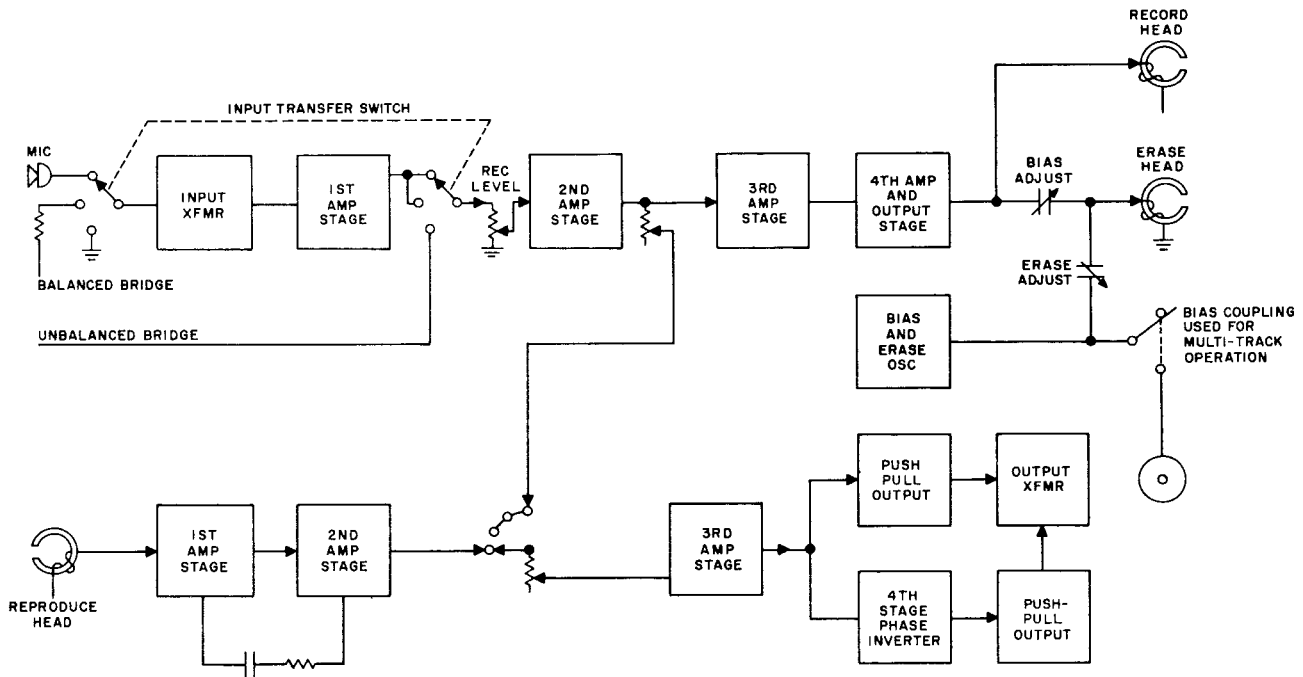 RECORD
HEAD
INPUT TRANSFER SWITCH
MIC
INPUT
XFMR
1ST
AMP
STAGE
REC
LEVEL
2ND
AMP
STAGE
3RD
AMP
STAGE
4TH AMP
AND
OUTPUT
STAGE
BIAS
ADJUST
ERASE
HEAD
BALANCED BRIDGE
UNBALANCED BRIDGE
ERASE
ADJUST
BIAS
AND
ERASE
OSC
BIAS COUPLING
USED FOR
MULTI-TRACK
OPERATION
REPRODUCE
HEAD
1ST
AMP
STAGE
2ND
AMP
STAGE
3RD
AMP
STAGE
PUSH
PULL
OUTPUT
OUTPUT
XFMR
4TH
STAGE
PHASE
INVERTER
PUSH-
PULL
OUTPUT